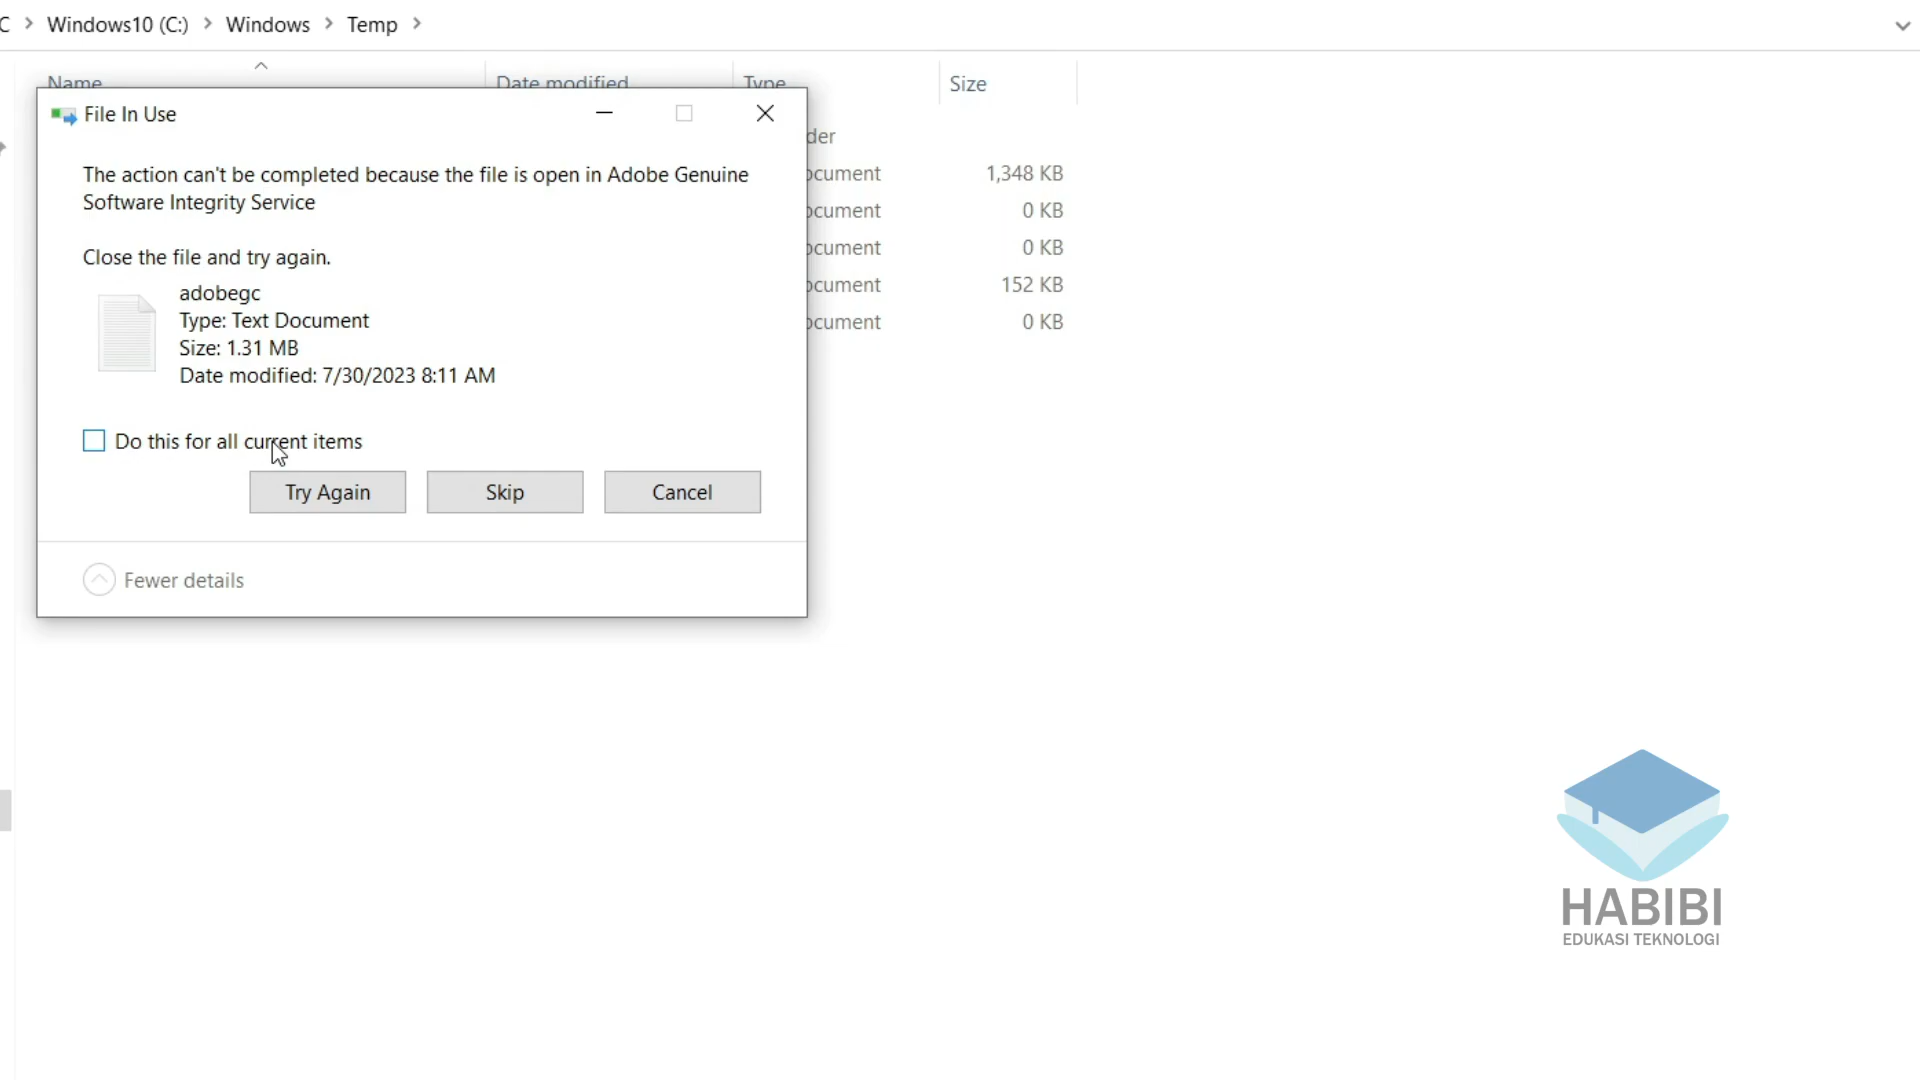 C > Windows10 (C:) > Windows > Temp >
Name
Date modified
Type
Size
File In Use
The action can't be completed because the file is open in Adobe Genuine
Software Integrity Service
Close the file and try again.
adobegc
Type: Text Document
Size: 1.31 MB
Date modified: 7/30/2023 8:11 AM
Do this for all current items
Try Again
Skip
Cancel
Fewer details
der
ocument 1,348 KB
ocument 0 KB
ocument 0 KB
ocument 152 KB
ocument 0 KB
HABIBI
EDUKASI TEKNOLOGI